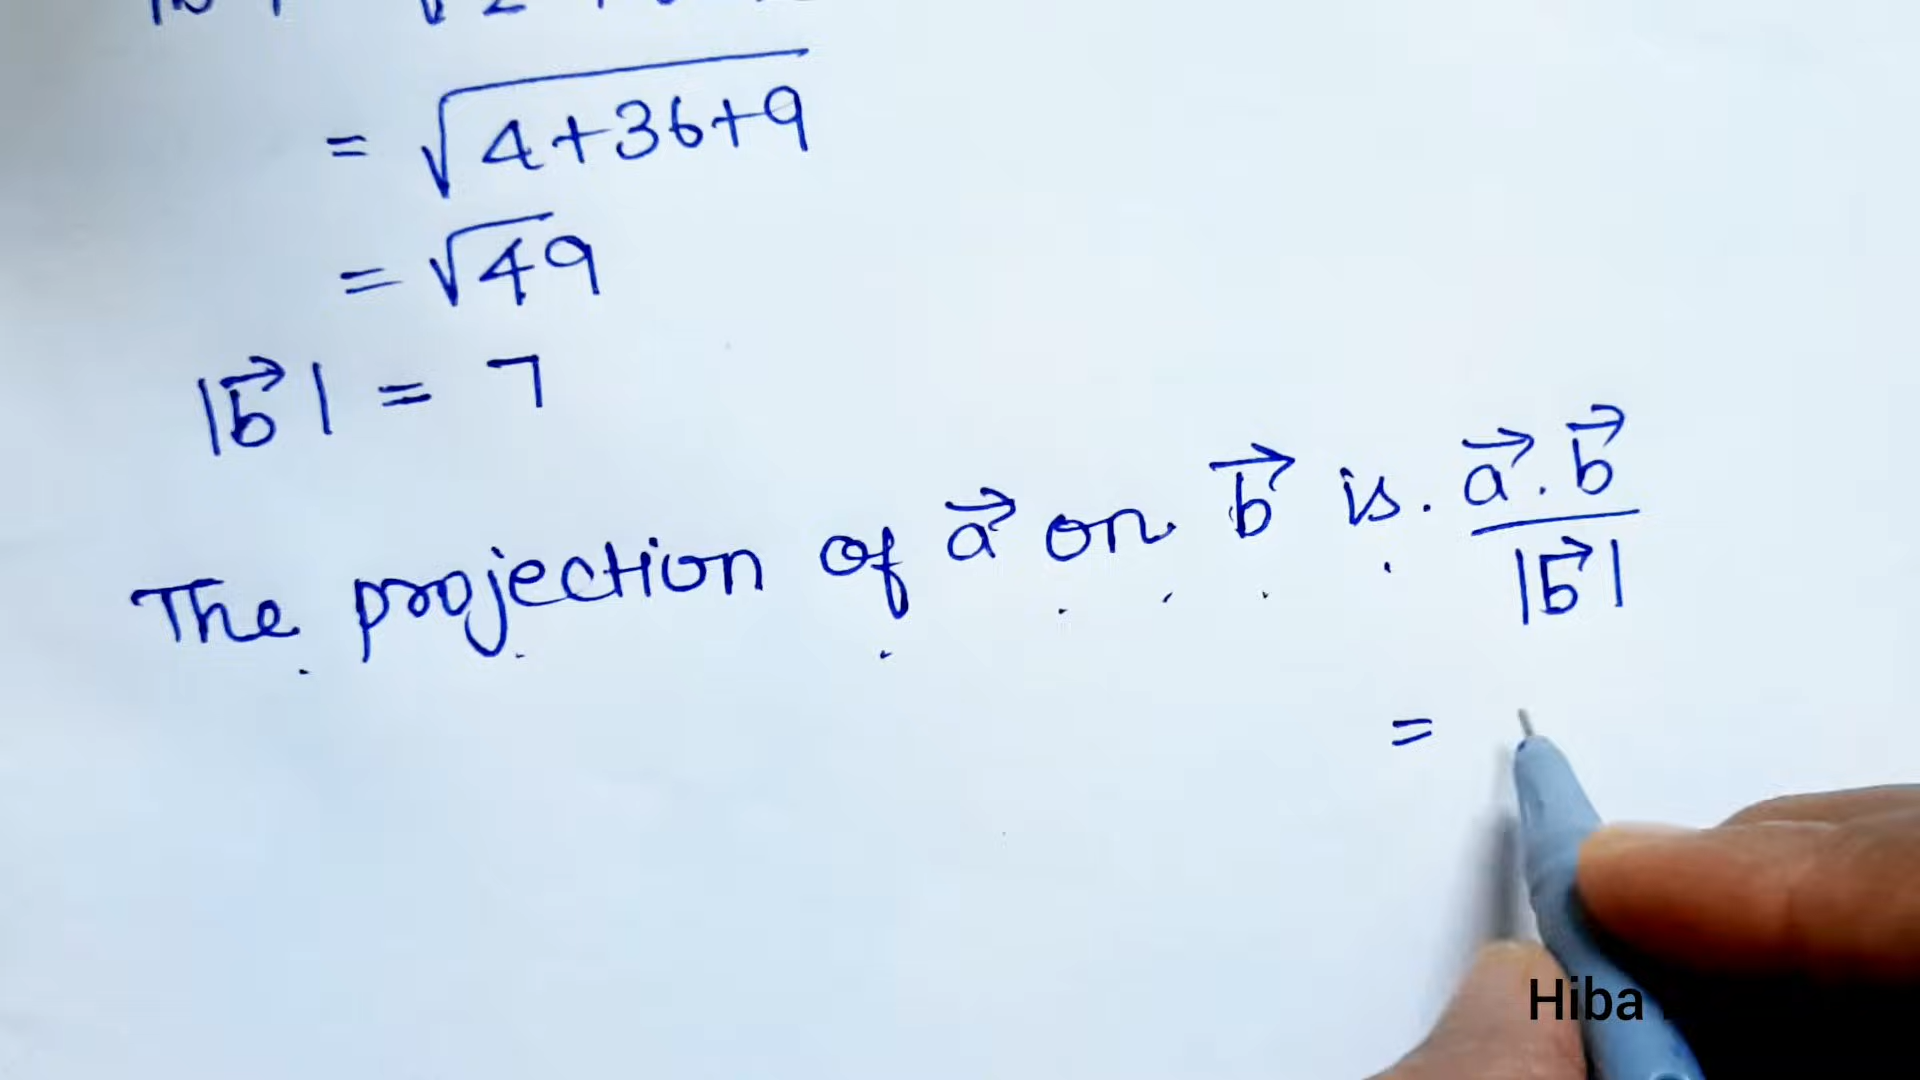 = √4+36+9
= √49
|b⃗| = 7
The projection of a⃗ on b⃗ is. a⃗.b⃗
|b⃗|
=
Hiba